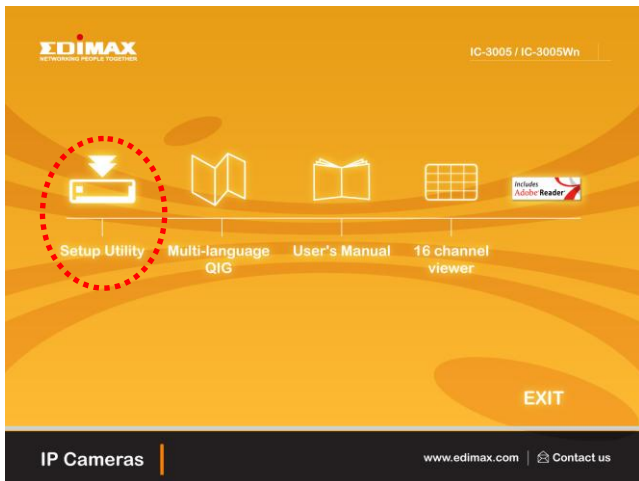 EDIMAX
NETWORKING PEOPLE TOGETHER
IC-3005 / IC-3005Wn
Includes
Adobe Reader
Setup Utility
Multi-language
QIG
User's Manual
16 channel
viewer
EXIT
IP Cameras
www.edimax.com | Contact us